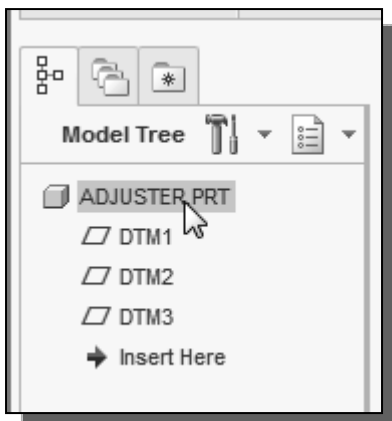 Model Tree
ADJUSTER.PRT
DTM1
DTM2
DTM3
Insert Here